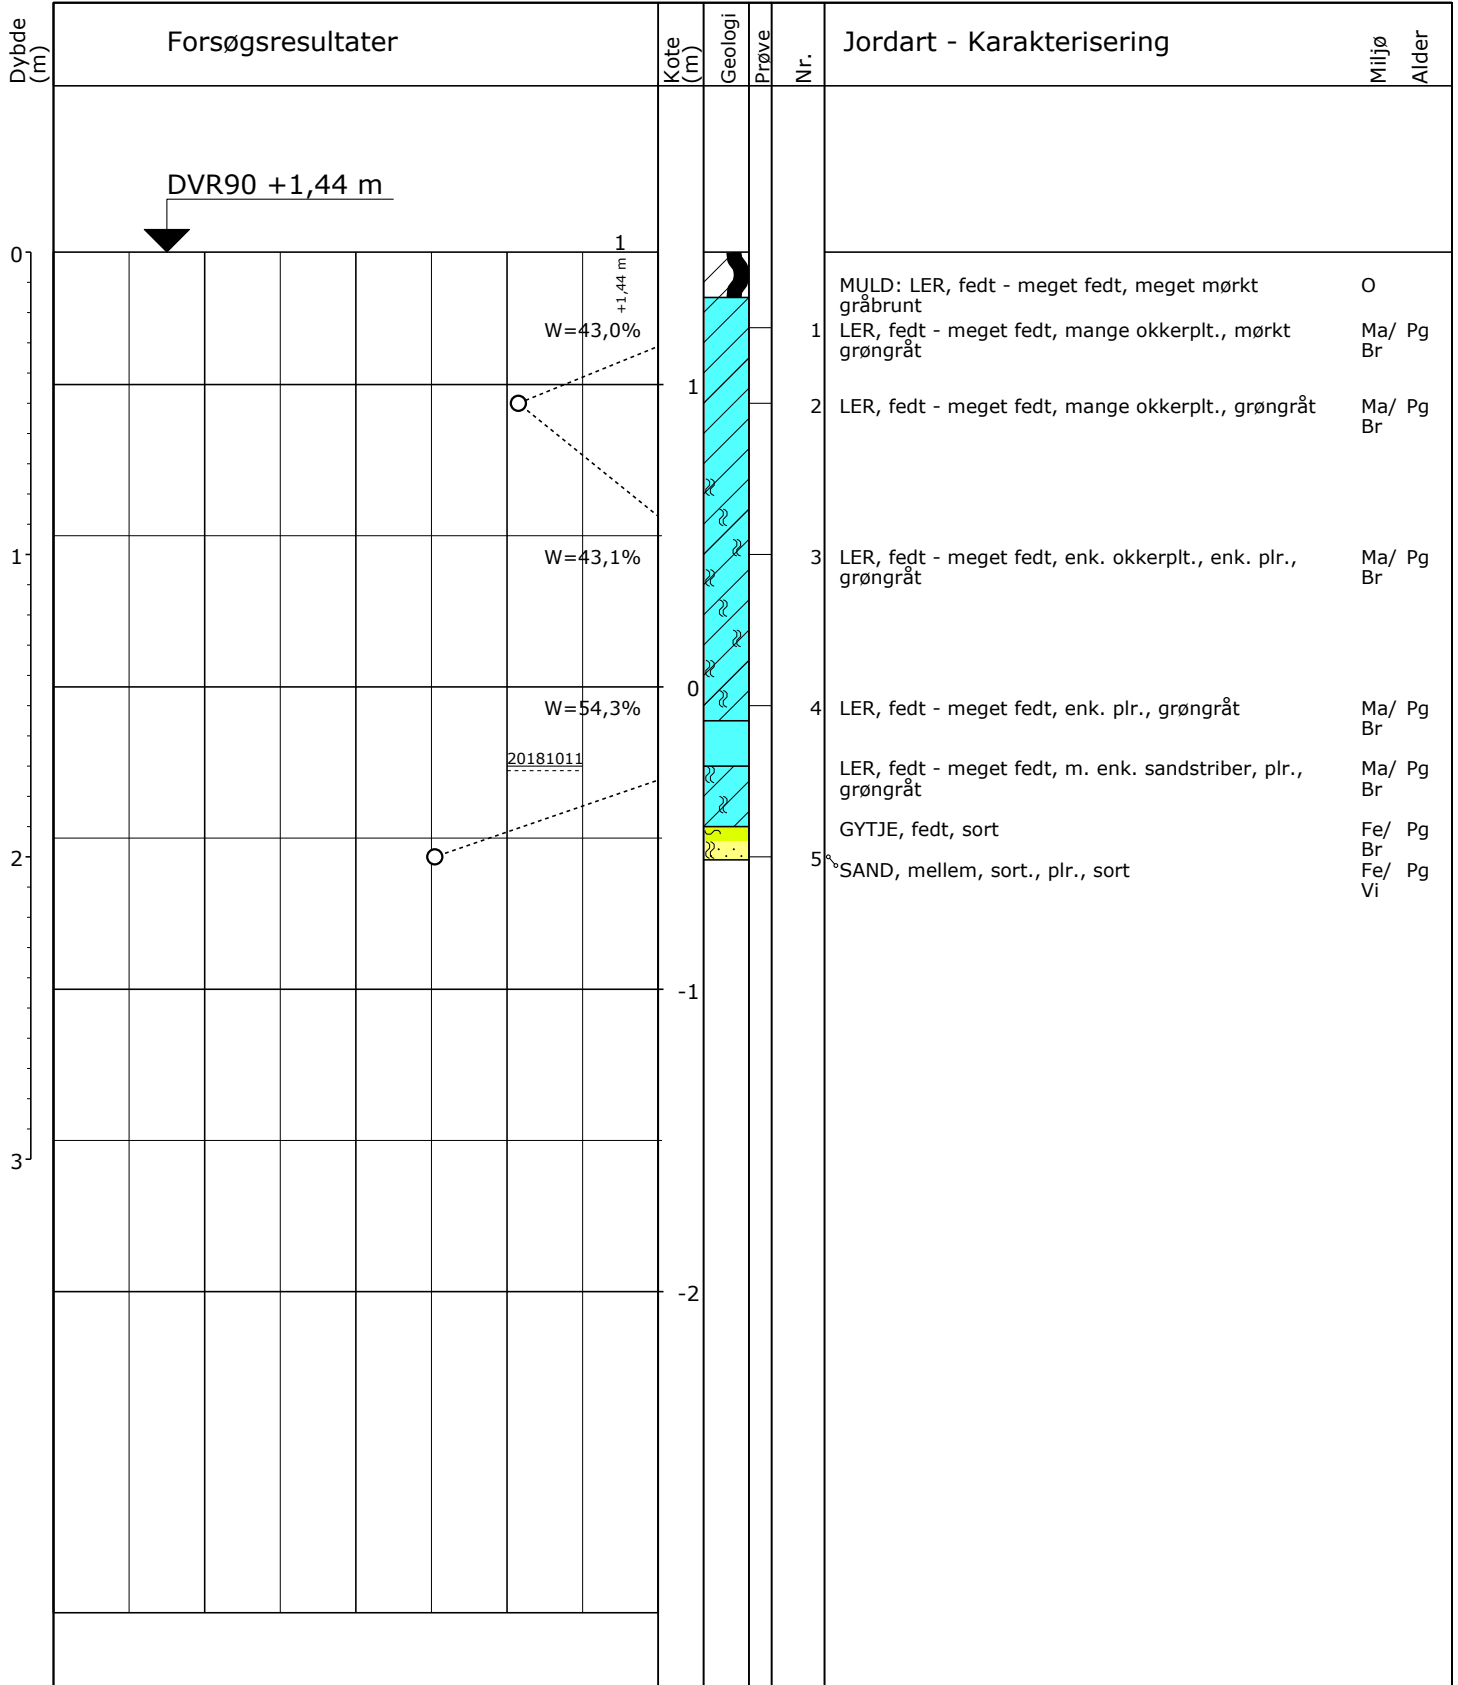 Dybde (m)
Forsøgsresultater
Kote (m)
Geologi
Prøve
Nr.
Jordart - Karakterisering
Miljø
Alder
DVR90 +1,44 m
1
+1,44 m
0
MULD: LER, fedt - meget fedt, meget mørkt O
gråbrunt
W=43,0% 1 LER, fedt - meget fedt, mange okkerplt., mørkt Ma/ Pg
grøngråt Br
1
2 LER, fedt - meget fedt, mange okkerplt., grøngråt Ma/ Pg
Br
1 W=43,1% 3 LER, fedt - meget fedt, enk. okkerplt., enk. plr., Ma/ Pg
grøngråt Br
0
W=54,3% 4 LER, fedt - meget fedt, enk. plr., grøngråt Ma/ Pg
Br
20181011
LER, fedt - meget fedt, m. enk. sandstriber, plr., Ma/ Pg
grøngråt Br
GYTJE, fedt, sort Fe/ Pg
Br
2 5
SAND, mellem, sort., plr., sort Fe/ Pg
Vi
-1
3
-2